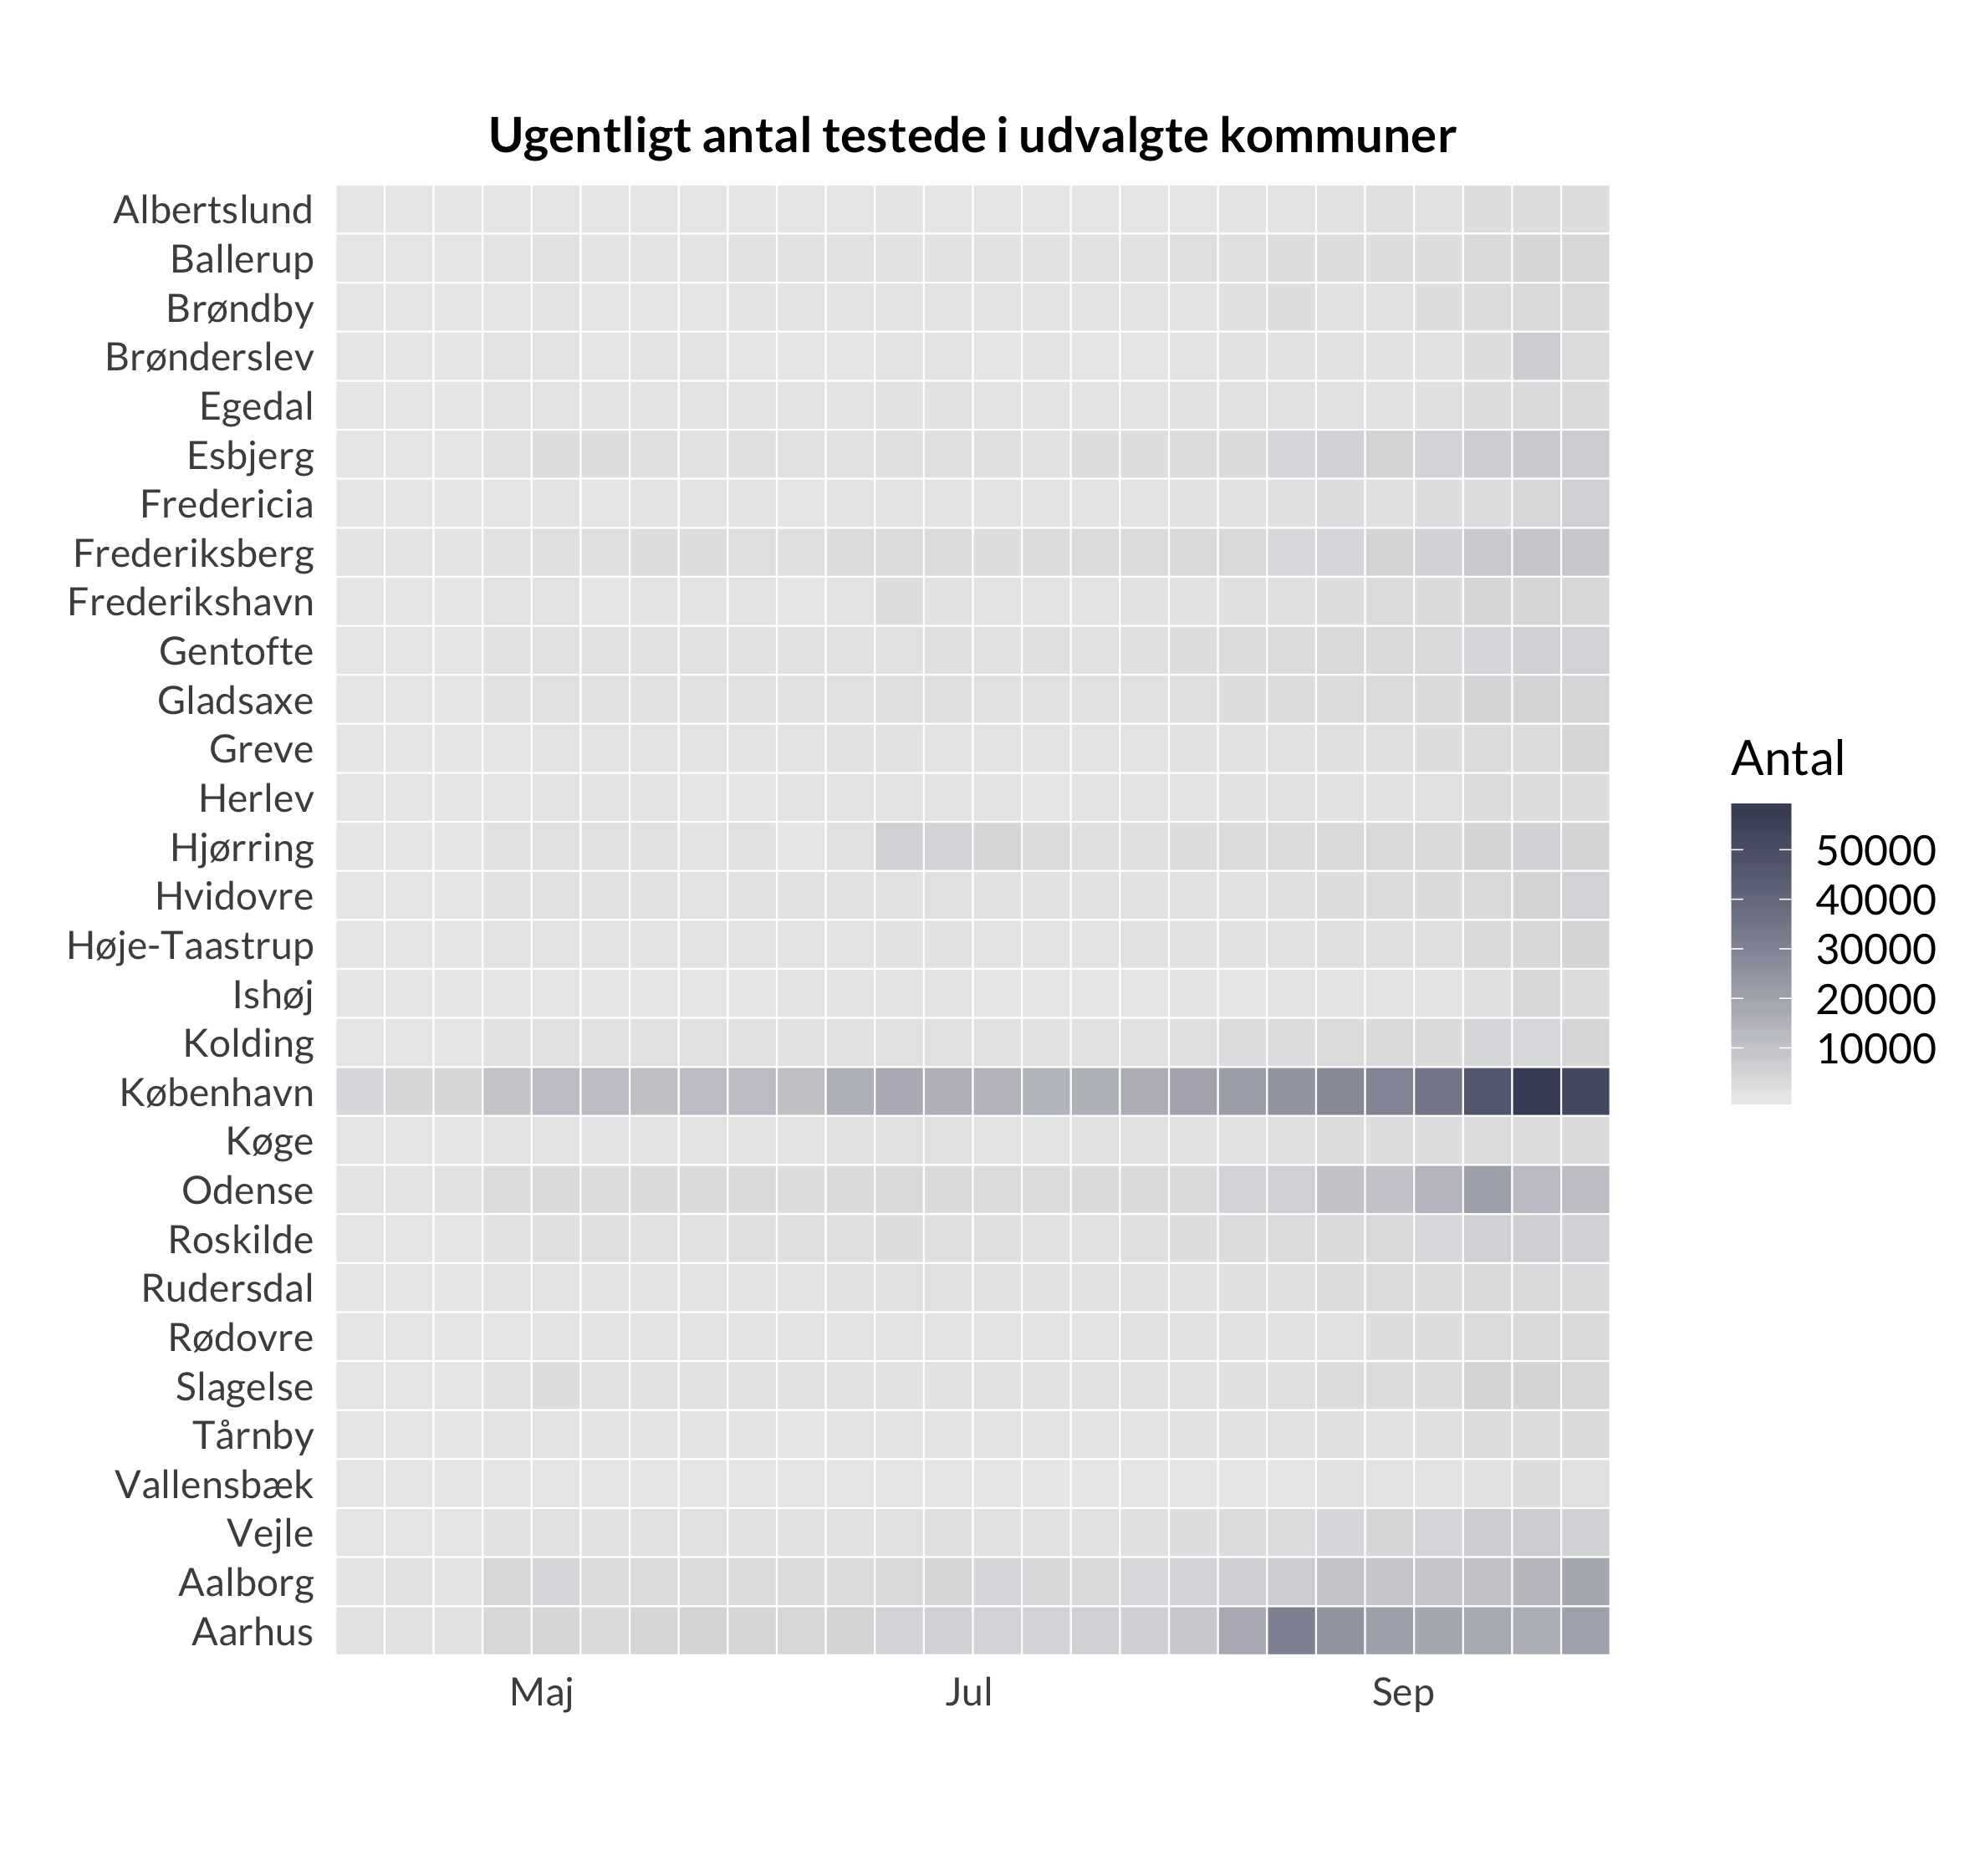 Ugentligt antal testede i udvalgte kommuner
Albertslund
Ballerup
Brøndby
Brønderslev
Egedal
Esbjerg
Fredericia
Frederiksberg
Frederikshavn
Gentofte
Gladsaxe
Greve
Herlev
Hjørring
Hvidovre
Høje-Taastrup
Ishøj
Kolding
København
Køge
Odense
Roskilde
Rudersdal
Rødovre
Slagelse
Tårnby
Vallensbæk
Vejle
Aalborg
Aarhus
Maj Jul Sep
Antal
50000
40000
30000
20000
10000